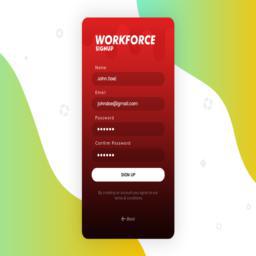 WORKFORCE
SIGNUP
Name
John Doe
Email
johndoe@gmail.com
Password
••••••
Confirm Password
••••••
SIGN UP
By creating an account you agree to our
terms & conditions.
← Back